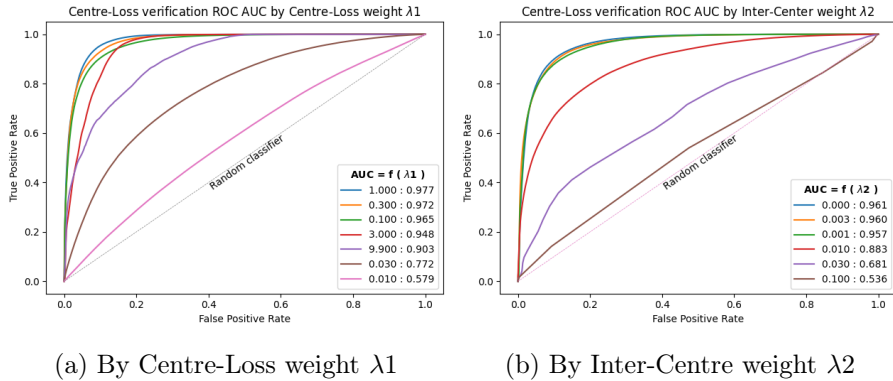 Centre-Loss verification ROC AUC by Centre-Loss weight λ1
True Positive Rate
1.0
0.8
0.6
0.4
0.2
0.0
Random classifier
AUC = f ( λ1 )
1.000 : 0.977
0.300 : 0.972
0.100 : 0.965
3.000 : 0.948
9.900 : 0.903
0.030 : 0.772
0.010 : 0.579
0.0 0.2 0.4 0.6 0.8 1.0
False Positive Rate
(a) By Centre-Loss weight λ1
Centre-Loss verification ROC AUC by Inter-Center weight λ2
True Positive Rate
1.0
0.8
0.6
0.4
0.2
0.0
Random classifier
AUC = f ( λ2 )
0.000 : 0.961
0.003 : 0.960
0.001 : 0.957
0.010 : 0.883
0.030 : 0.681
0.100 : 0.536
0.0 0.2 0.4 0.6 0.8 1.0
False Positive Rate
(b) By Inter-Centre weight λ2